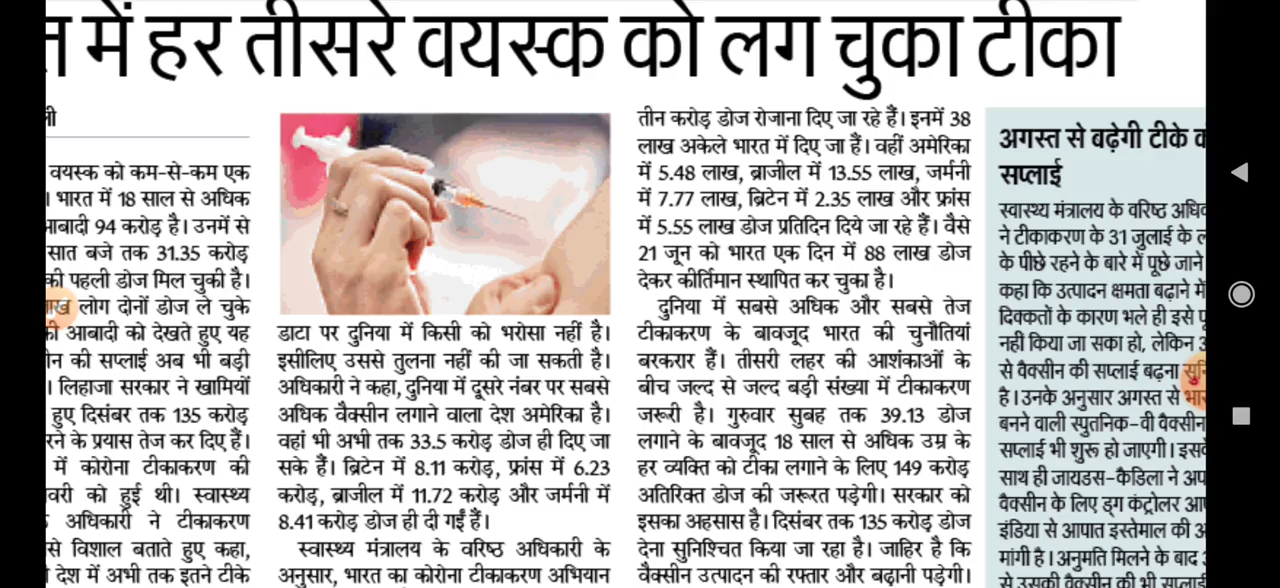 में हर तीसरे वयस्क को लग चुका टीका
वयस्क को कम-से-कम एक
। भारत में 18 साल से अधिक
आबादी 94 करोड़ है। उनमें से
सात बजे तक 31.35 करोड़
की पहली डोज मिल चुकी है।
लोग दोनों डोज ले चुके
की आबादी को देखते हुए यह
की सप्लाई अब भी बड़ी
। लिहाजा सरकार ने खामियों
हुए दिसंबर तक 135 करोड़
के प्रयास तेज कर दिए हैं।
में कोरोना टीकाकरण की
को हुई थी। स्वास्थ्य
अधिकारी ने टीकाकरण
से विशाल बताते हुए कहा,
देश में अभी तक इतने टीके
डाटा पर दुनिया में किसी को भरोसा नहीं है।
इसीलिए उससे तुलना नहीं की जा सकती है।
अधिकारी ने कहा, दुनिया में दूसरे नंबर पर सबसे
अधिक वैक्सीन लगाने वाला देश अमेरिका है।
वहां भी अभी तक 33.5 करोड़ डोज ही दिए जा
सके हैं। ब्रिटेन में 8.11 करोड़, फ्रांस में 6.23
करोड़, ब्राजील में 11.72 करोड़ और जर्मनी में
8.41 करोड़ डोज ही दी गईं हैं।
स्वास्थ्य मंत्रालय के वरिष्ठ अधिकारी के
अनुसार, भारत का कोरोना टीकाकरण अभियान
तीन करोड़ डोज रोजाना दिए जा रहे हैं। इनमें 38
लाख अकेले भारत में दिए जा हैं। वहीं अमेरिका
में 5.48 लाख, ब्राजील में 13.55 लाख, जर्मनी
में 7.77 लाख, ब्रिटेन में 2.35 लाख और फ्रांस
में 5.55 लाख डोज प्रतिदिन दिये जा रहे हैं। वैसे
21 जून को भारत एक दिन में 88 लाख डोज
देकर कीर्तिमान स्थापित कर चुका है।
दुनिया में सबसे अधिक और सबसे तेज
टीकाकरण के बावजूद भारत की चुनौतियां
बरकरार हैं। तीसरी लहर की आशंकाओं के
बीच जल्द से जल्द बड़ी संख्या में टीकाकरण
जरूरी है। गुरुवार सुबह तक 39.13 डोज
लगाने के बावजूद 18 साल से अधिक उम्र के
हर व्यक्ति को टीका लगाने के लिए 149 करोड़
अतिरिक्त डोज की जरूरत पड़ेगी। सरकार को
इसका अहसास है। दिसंबर तक 135 करोड़ डोज
देना सुनिश्चित किया जा रहा है। जाहिर है कि
वैक्सीन उत्पादन की रफ्तार और बढ़ानी पड़ेगी।
अगस्त से बढ़ेगी टीके
सप्लाई
स्वास्थ्य मंत्रालय के वरिष्ठ
ने टीकाकरण के 31 जुलाई के
के पीछे रहने के बारे में पूछे जाने
कहा कि उत्पादन क्षमता बढ़ाने में
दिक्कतों के कारण भले ही इसे
नही किया जा सका हो, लेकिन
से वैक्सीन की सप्लाई बढ़ना
है। उनके अनुसार अगस्त से
बनने वाली स्पुतनिक-वी वैक्सीन
सप्लाई भी शुरू हो जाएगी।
साथ ही जायडस-कैडिला ने
वैक्सीन के लिए ड्रग कंट्रोलर
इंडिया से आपात इस्तेमाल की
मांगी है। अनुमति मिलने के बाद
से उसकी वैक्सीन की भी सप्लाई